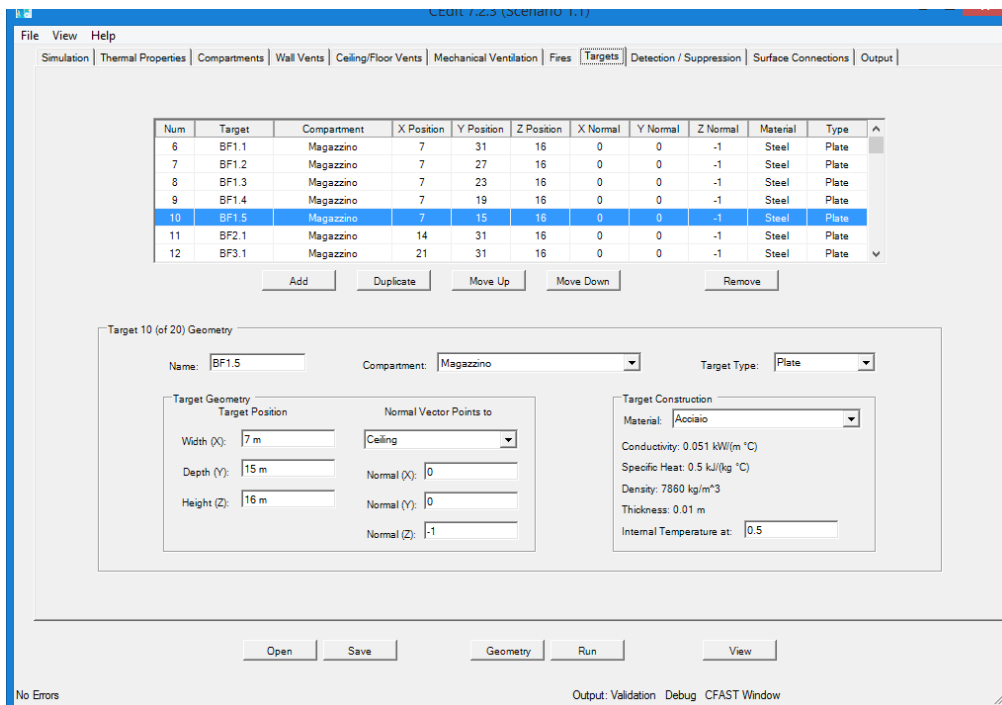 CEdit 7.2.3 (Scenario 1.1)
File View Help
Simulation Thermal Properties Compartments Wall Vents Ceiling/Floor Vents Mechanical Ventilation Fires Targets Detection / Suppression Surface Connections Output
Num Target Compartment X Position Y Position Z Position X Normal Y Normal Z Normal Material Type
6 BF1.1 Magazzino 7 31 16 0 0 -1 Steel Plate
7 BF1.2 Magazzino 7 27 16 0 0 -1 Steel Plate
8 BF1.3 Magazzino 7 23 16 0 0 -1 Steel Plate
9 BF1.4 Magazzino 7 19 16 0 0 -1 Steel Plate
10 BF1.5 Magazzino 7 15 16 0 0 -1 Steel Plate
11 BF2.1 Magazzino 14 31 16 0 0 -1 Steel Plate
12 BF3.1 Magazzino 21 31 16 0 0 -1 Steel Plate
Add Duplicate Move Up Move Down Remove
Target 10 (of 20) Geometry
Name: BF1.5 Compartment: Magazzino Target Type: Plate
Target Geometry
Target Position Normal Vector Points to
Width (X): 7 m Ceiling
Depth (Y): 15 m Normal (X): 0
Height (Z): 16 m Normal (Y): 0
Normal (Z): -1
Target Construction
Material: Acciaio
Conductivity: 0.051 kW/(m °C)
Specific Heat: 0.5 kJ/(kg °C)
Density: 7860 kg/m^3
Thickness: 0.01 m
Internal Temperature at: 0.5
Open Save Geometry Run View
No Errors Output: Validation Debug CFAST Window